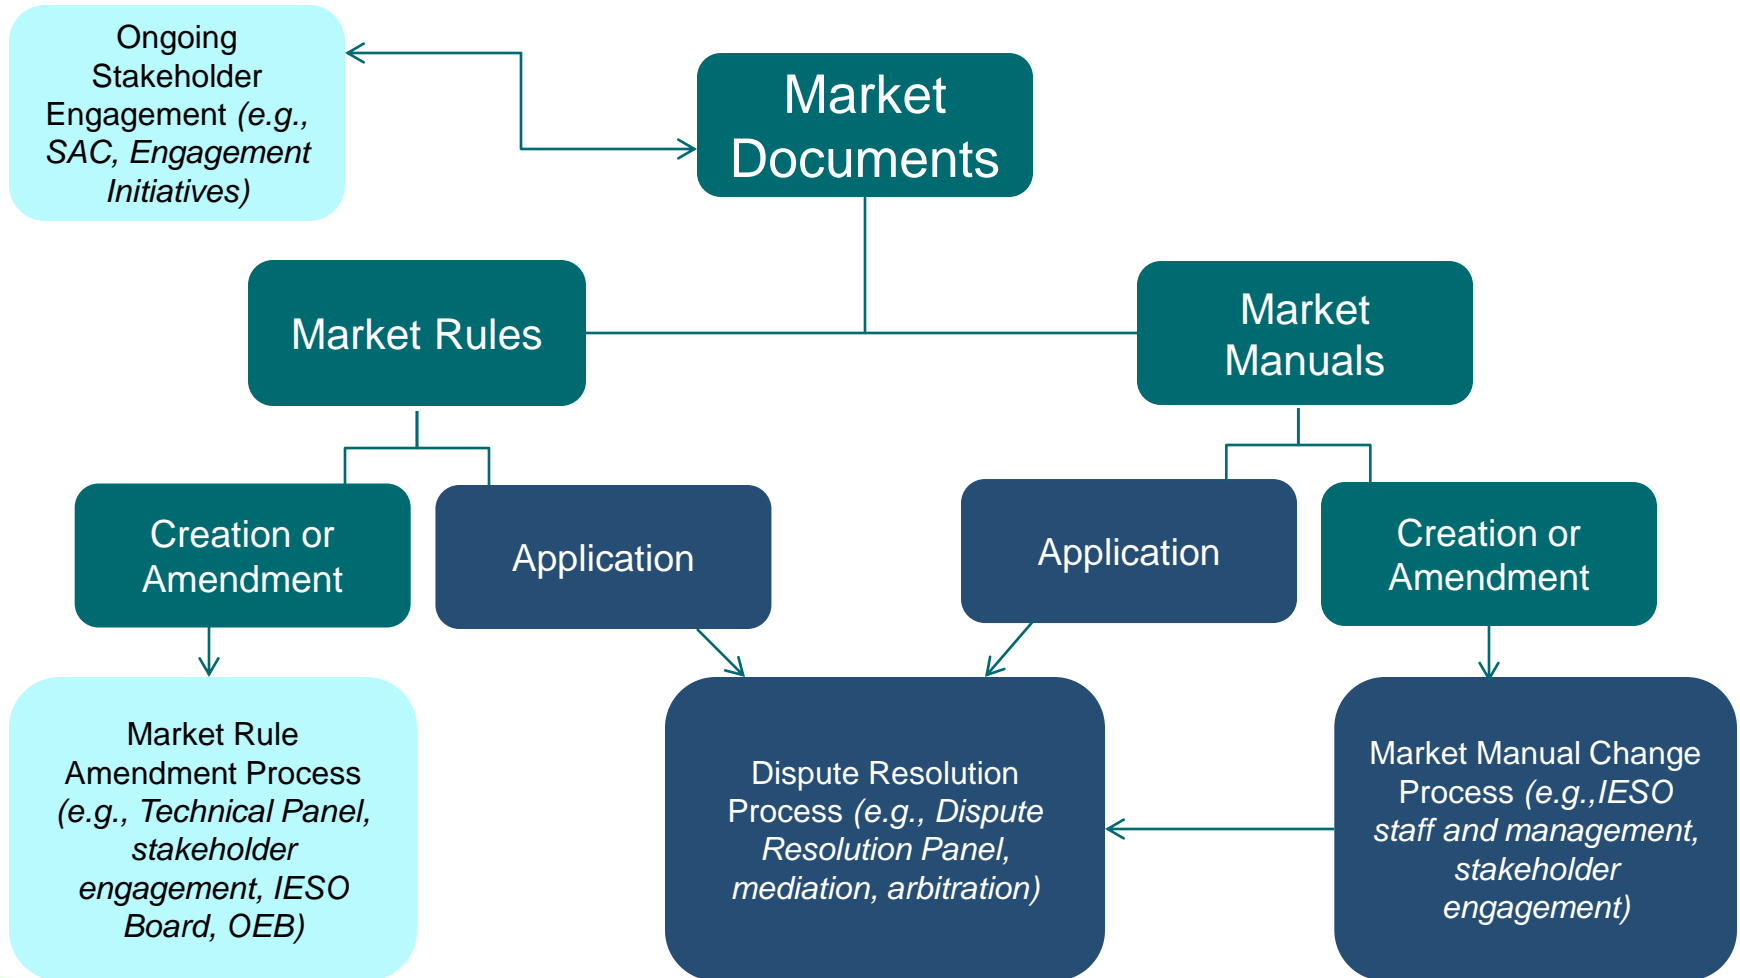 Ongoing
Stakeholder
Engagement (e.g.,
SAC, Engagement
Initiatives)
Market
Documents
Market Rules
Market
Manuals
Creation or
Amendment
Application
Application
Creation or
Amendment
Market Rule
Amendment Process
(e.g., Technical Panel,
stakeholder
engagement, IESO
Board, OEB)
Dispute Resolution
Process (e.g., Dispute
Resolution Panel,
mediation, arbitration)
Market Manual Change
Process (e.g.,IESO
staff and management,
stakeholder
engagement)